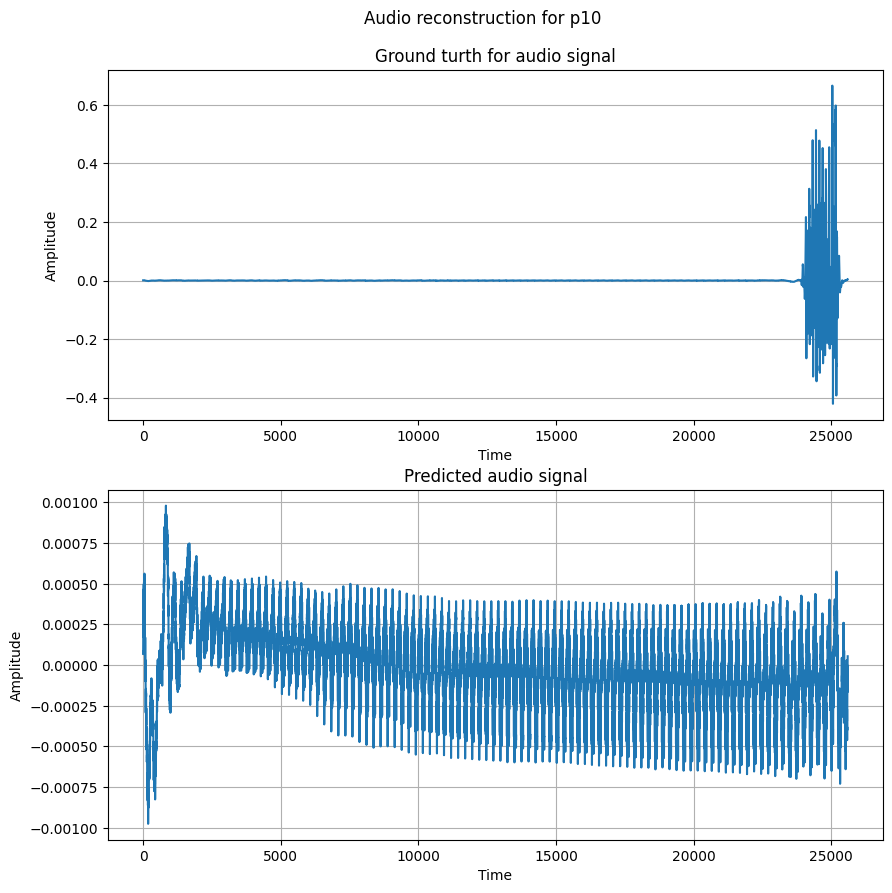 Audio reconstruction for p10
Ground turth for audio signal
Amplitude
0.6
0.4
0.2
0.0
−0.2
−0.4
0 5000 10000 15000 20000 25000
Time
Predicted audio signal
Amplitude
0.00100
0.00075
0.00050
0.00025
0.00000
−0.00025
−0.00050
−0.00075
−0.00100
0 5000 10000 15000 20000 25000
Time